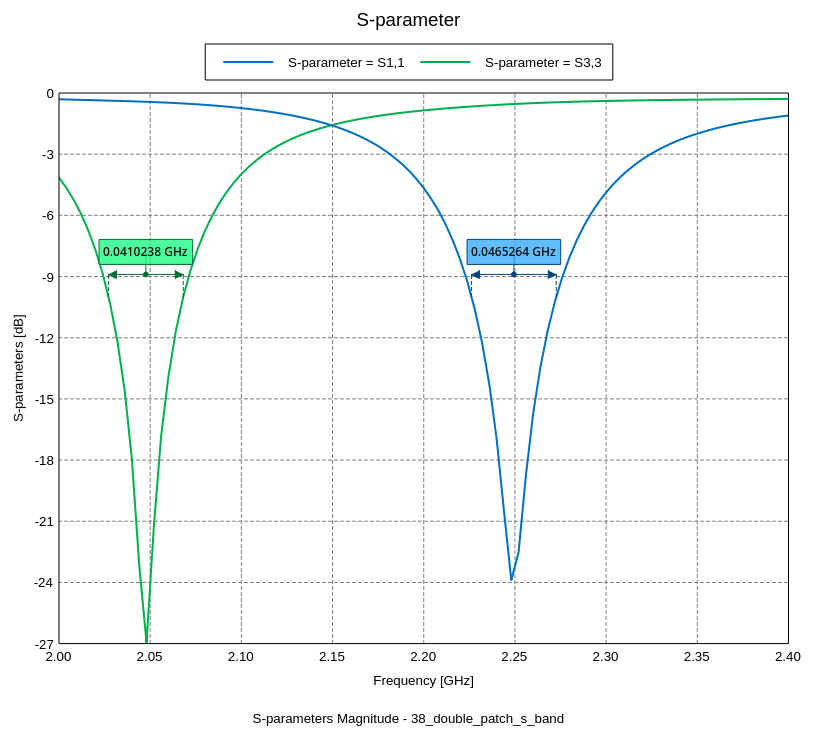 S-parameter
S-parameter = S1,1 S-parameter = S3,3
0
-3
-6
0.0410238 GHz 0.0465264 GHz
-9
-12
-15
-18
-21
-24
-27
S-parameters [dB]
2.00 2.05 2.10 2.15 2.20 2.25 2.30 2.35 2.40
Frequency [GHz]
S-parameters Magnitude - 38_double_patch_s_band